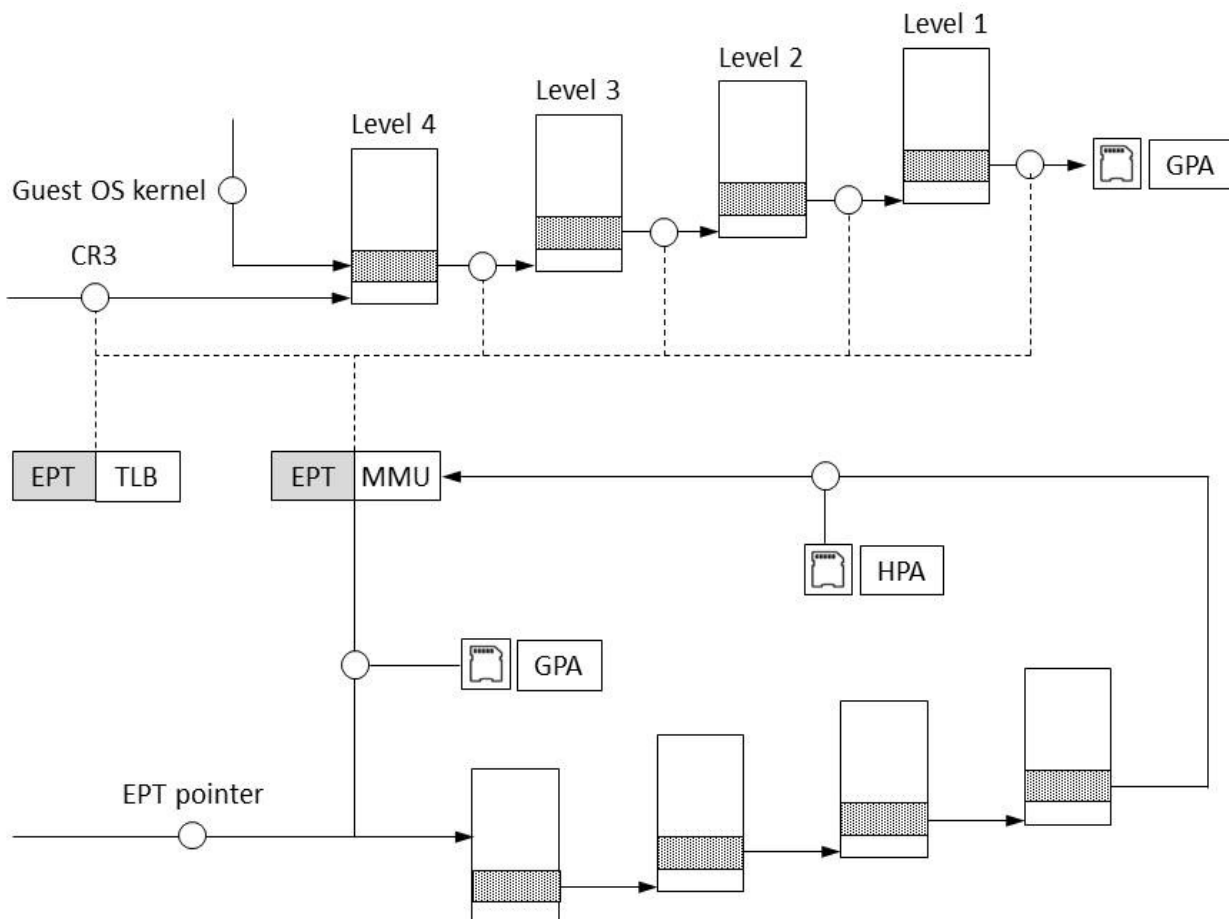 Level 1
Level 2
Level 3
Level 4
GPA
Guest OS kernel
CR3
EPT TLB
EPT MMU
HPA
GPA
EPT pointer